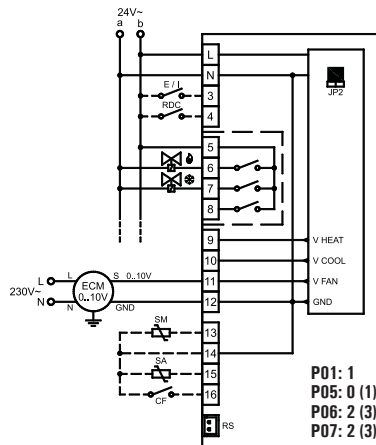 24V~
a b
L
N
JP2
E / I
3
RDC
4
5
6
7
8
9 V HEAT
10 V COOL
L L ECM 0..10V S 0..10V 11 V FAN
230V~
N N GND 12 GND
SM 13
14
SA 15
CF 16
RS
P01: 1
P05: 0 (1)
P06: 2 (3)
P07: 2 (3)